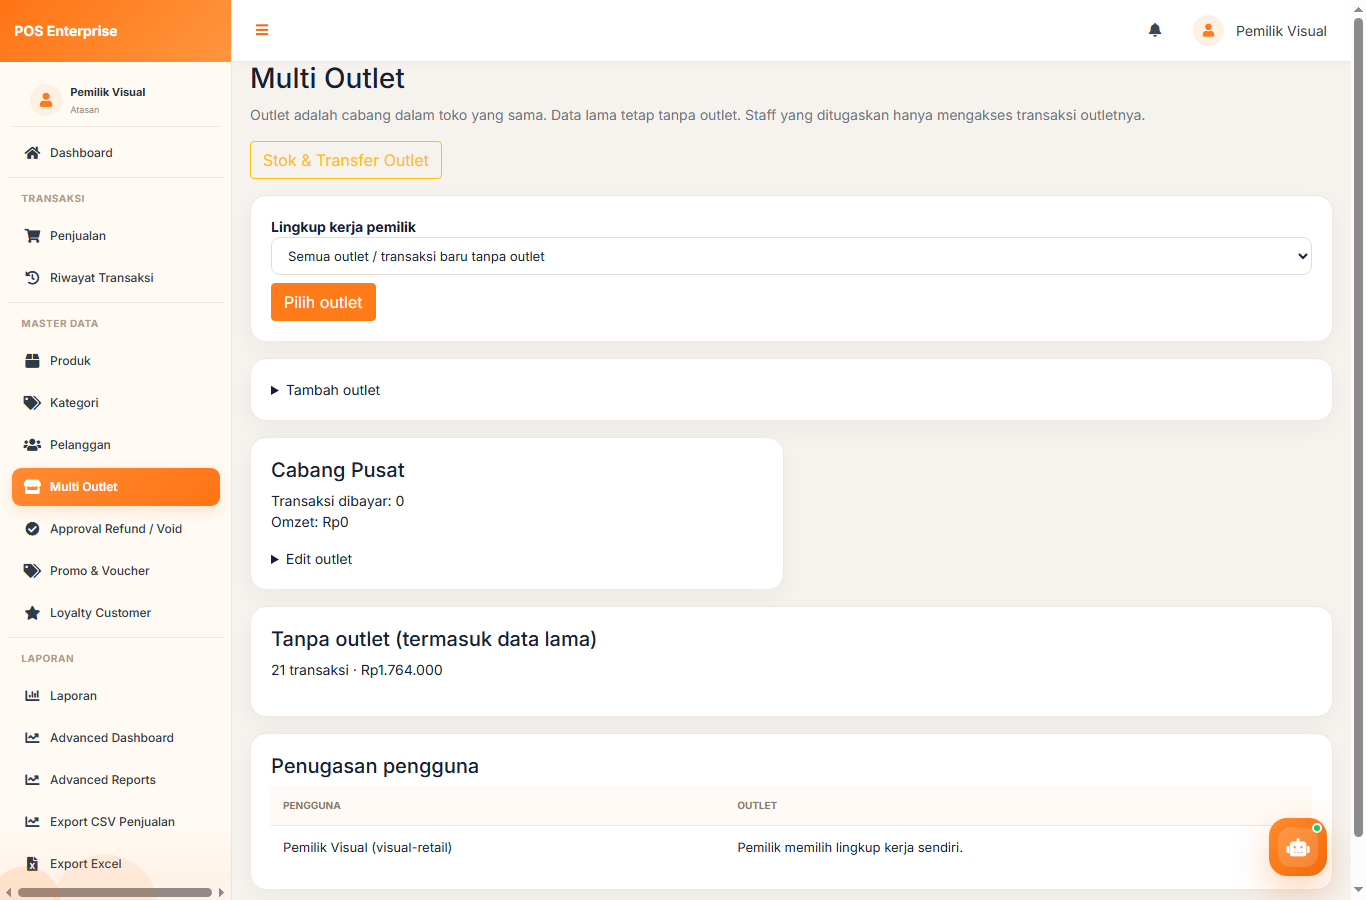 POS Enterprise
Pemilik Visual
Pemilik Visual
Atasan
Dashboard
TRANSAKSI
Penjualan
Riwayat Transaksi
MASTER DATA
Produk
Kategori
Pelanggan
Multi Outlet
Approval Refund / Void
Promo & Voucher
Loyalty Customer
LAPORAN
Laporan
Advanced Dashboard
Advanced Reports
Export CSV Penjualan
Export Excel
Multi Outlet
Outlet adalah cabang dalam toko yang sama. Data lama tetap tanpa outlet. Staff yang ditugaskan hanya mengakses transaksi outletnya.
Stok & Transfer Outlet
Lingkup kerja pemilik
Semua outlet / transaksi baru tanpa outlet
Pilih outlet
Tambah outlet
Cabang Pusat
Transaksi dibayar: 0
Omzet: Rp0
Edit outlet
Tanpa outlet (termasuk data lama)
21 transaksi · Rp1.764.000
Penugasan pengguna
PENGGUNA OUTLET
Pemilik Visual (visual-retail) Pemilik memilih lingkup kerja sendiri.